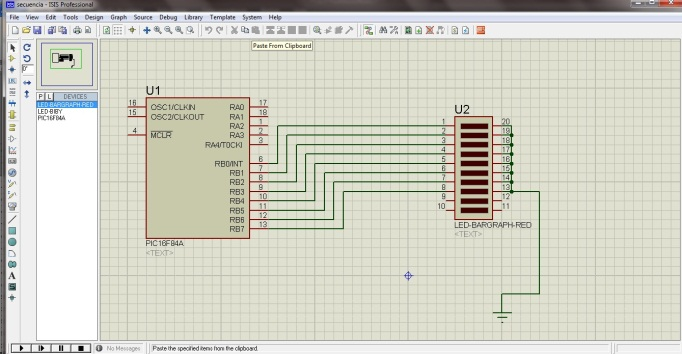 secuencia - ISIS Professional
File View Edit Tools Design Graph Source Debug Library Template System Help
Paste From Clipboard
P L DEVICES
LED-BARGRAPH-RED
LED-BIBY
PIC16F84A
U1
16 OSC1/CLKIN RA0 17
15 OSC2/CLKOUT RA1 18
RA2 1
4 MCLR RA3 2
RA4/T0CKI 3
RB0/INT 6
RB1 7
RB2 8
RB3 9
RB4 10
RB5 11
RB6 12
RB7 13
PIC16F84A
<TEXT>
U2
1 20
2 19
3 18
4 17
5 16
6 15
7 14
8 13
9 12
10 11
LED-BARGRAPH-RED
<TEXT>
No Messages Paste the specified items from the clipboard.